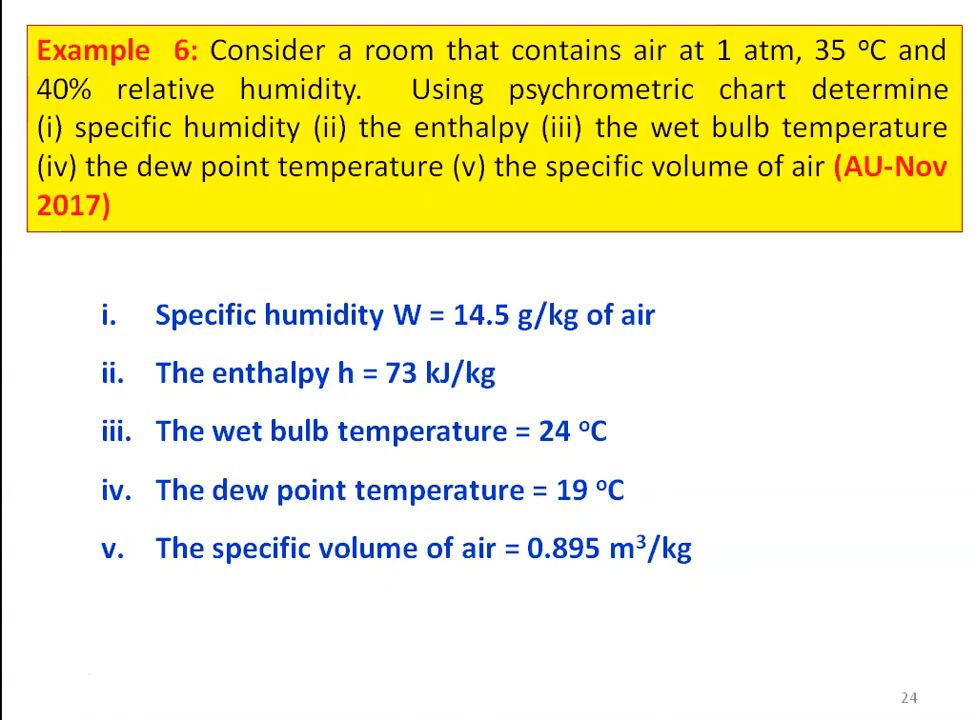 Example 6: Consider a room that contains air at 1 atm, 35 ºC and
40% relative humidity. Using psychrometric chart determine
(i) specific humidity (ii) the enthalpy (iii) the wet bulb temperature
(iv) the dew point temperature (v) the specific volume of air (AU-Nov
2017)
i. Specific humidity W = 14.5 g/kg of air
ii. The enthalpy h = 73 kJ/kg
iii. The wet bulb temperature = 24 ºC
iv. The dew point temperature = 19 ºC
v. The specific volume of air = 0.895 m³/kg
24